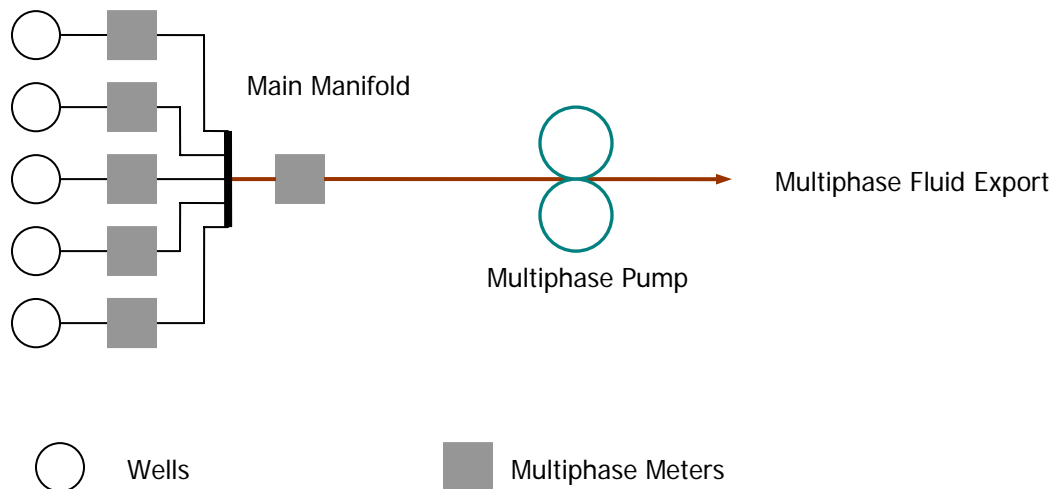 Main Manifold
Multiphase Fluid Export
Multiphase Pump
Wells
Multiphase Meters